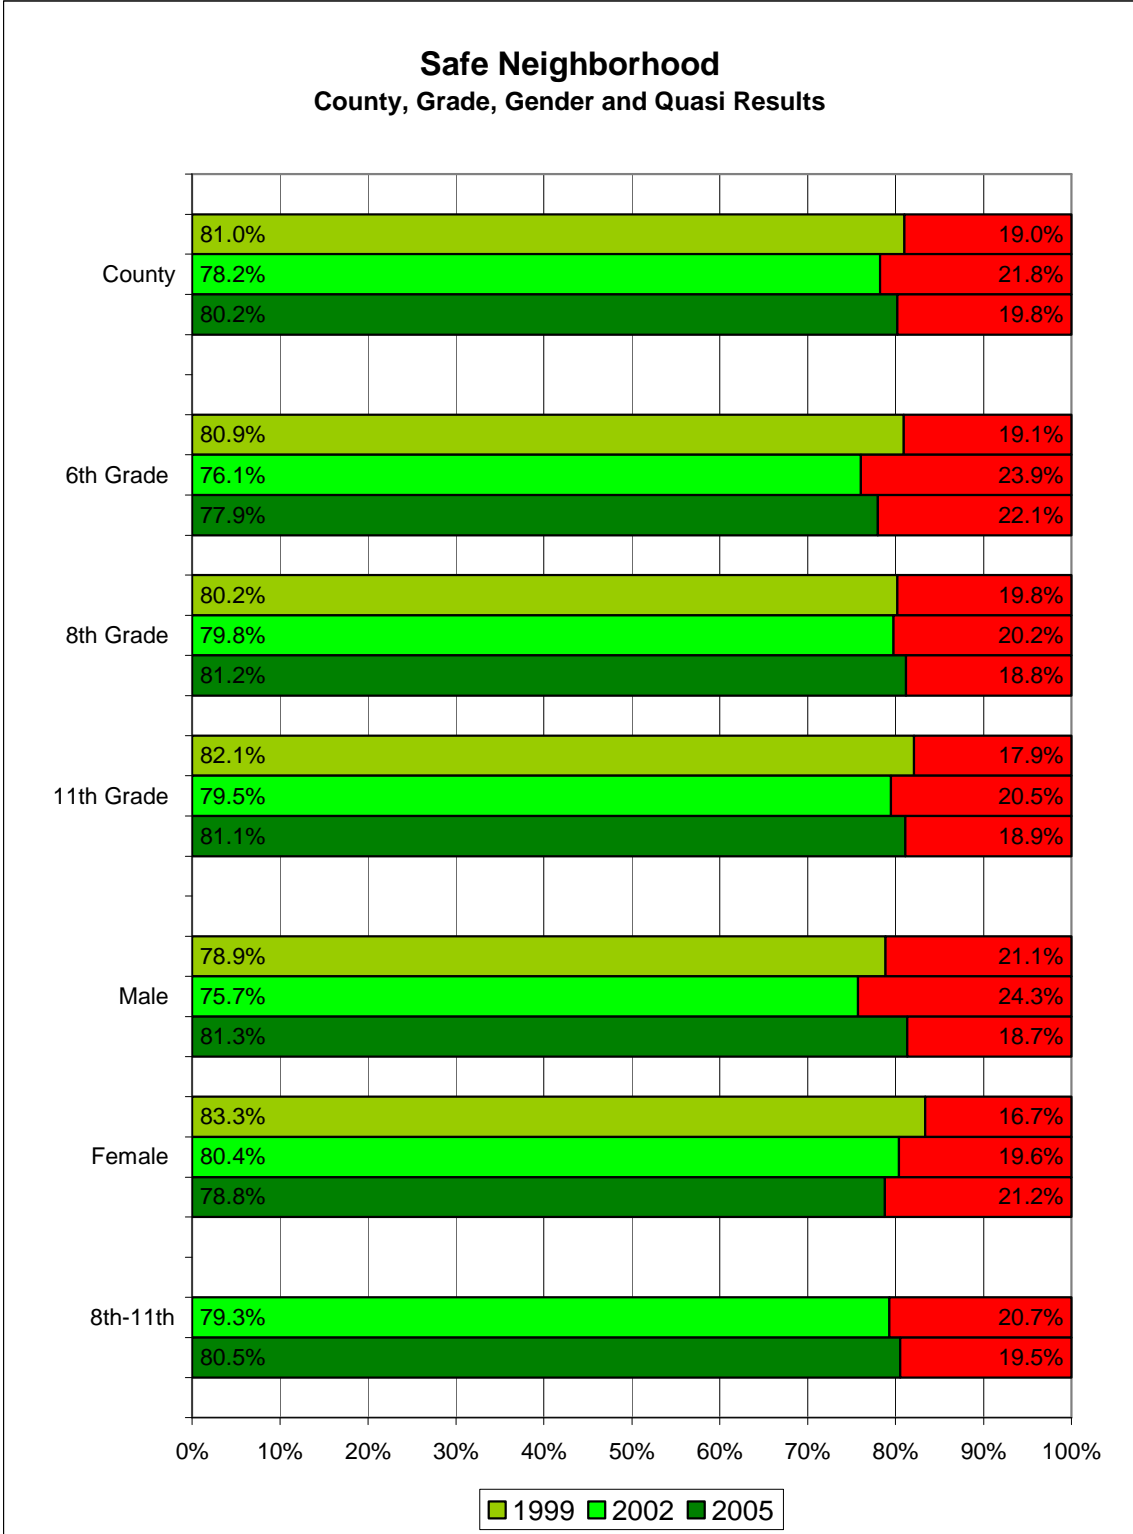 Safe Neighborhood
County, Grade, Gender and Quasi Results
81.0% 19.0%
County 78.2% 21.8%
80.2% 19.8%
80.9% 19.1%
6th Grade 76.1% 23.9%
77.9% 22.1%
80.2% 19.8%
8th Grade 79.8% 20.2%
81.2% 18.8%
82.1% 17.9%
11th Grade 79.5% 20.5%
81.1% 18.9%
78.9% 21.1%
Male 75.7% 24.3%
81.3% 18.7%
83.3% 16.7%
Female 80.4% 19.6%
78.8% 21.2%
8th-11th 79.3% 20.7%
80.5% 19.5%
0% 10% 20% 30% 40% 50% 60% 70% 80% 90% 100%
1999 2002 2005